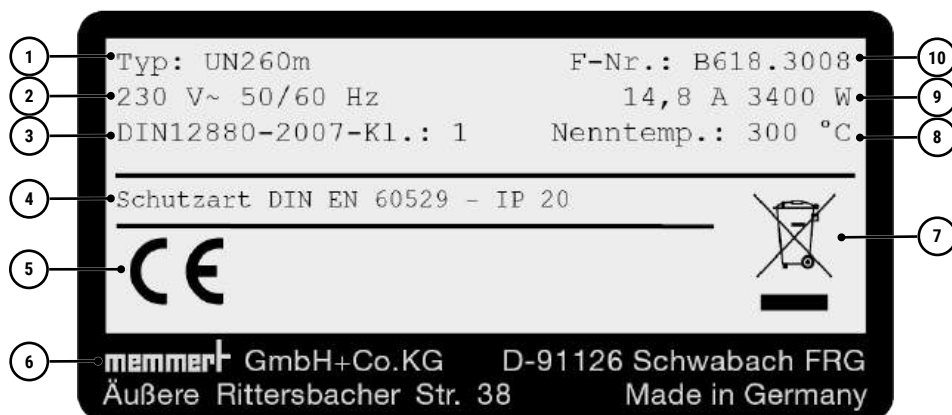 1 Typ: UN260m F-Nr.: B618.3008 10
2 230 V~ 50/60 Hz 14,8 A 3400 W 9
3 DIN12880-2007-Kl.: 1 Nenntemp.: 300 °C 8
4 Schutzart DIN EN 60529 - IP 20
7
5 CE
6 memmert GmbH+Co.KG D-91126 Schwabach FRG
Äußere Rittersbacher Str. 38 Made in Germany